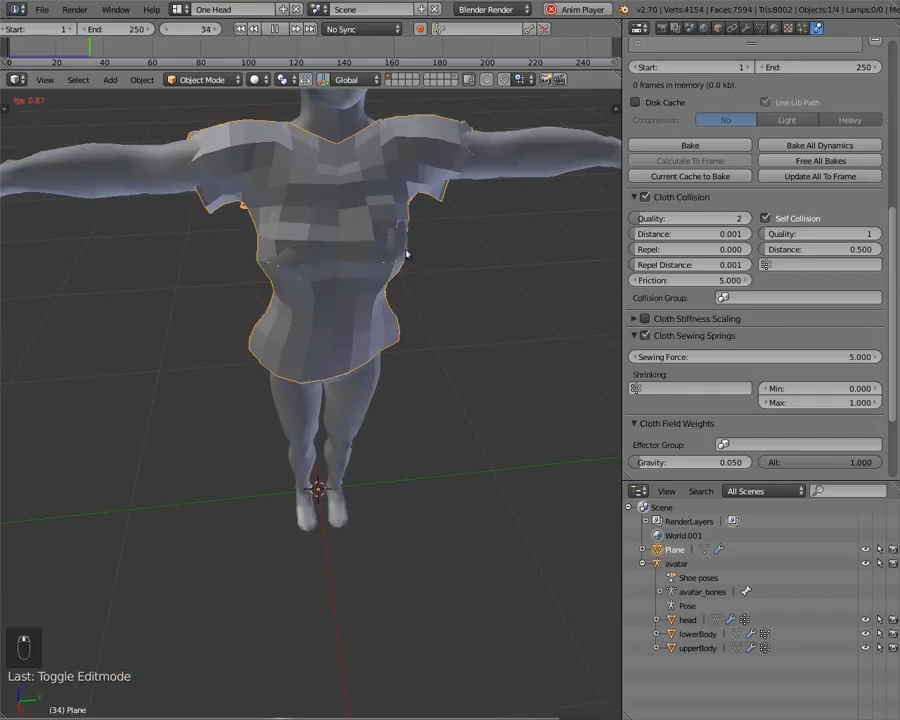 File Render Window Help One Head Scene Blender Render Anim Player v2.70 | Verts:4154 | Faces:7594 | Tris:8002 | Objects:1/4 | Lamps:0/0 | Me
Start: 1 End: 250 34 No Sync
0 20 40 60 80 100 120 140 160 180 200 220 240
View Select Add Object Object Mode Global
fps: 0.87
Start: 1 End: 250
0 frames in memory (0.0 kb).
Disk Cache Use Lib Path
Compression: No Light Heavy
Bake Bake All Dynamics
Calculate To Frame Free All Bakes
Current Cache to Bake Update All To Frame
Cloth Collision
Quality: 2 Self Collision
Distance: 0.001 Quality: 1
Repel: 0.000 Distance: 0.500
Repel Distance: 0.001
Friction: 5.000
Collision Group:
Cloth Stiffness Scaling
Cloth Sewing Springs
Sewing Force: 5.000
Shrinking:
Min: 0.000
Max: 1.000
Cloth Field Weights
Effector Group:
Gravity: 0.050 All: 1.000
View Search All Scenes
Scene
RenderLayers
World.001
Plane
avatar
Shoe poses
avatar_bones
Pose
head
lowerBody
upperBody
Last: Toggle Editmode
(34) Plane